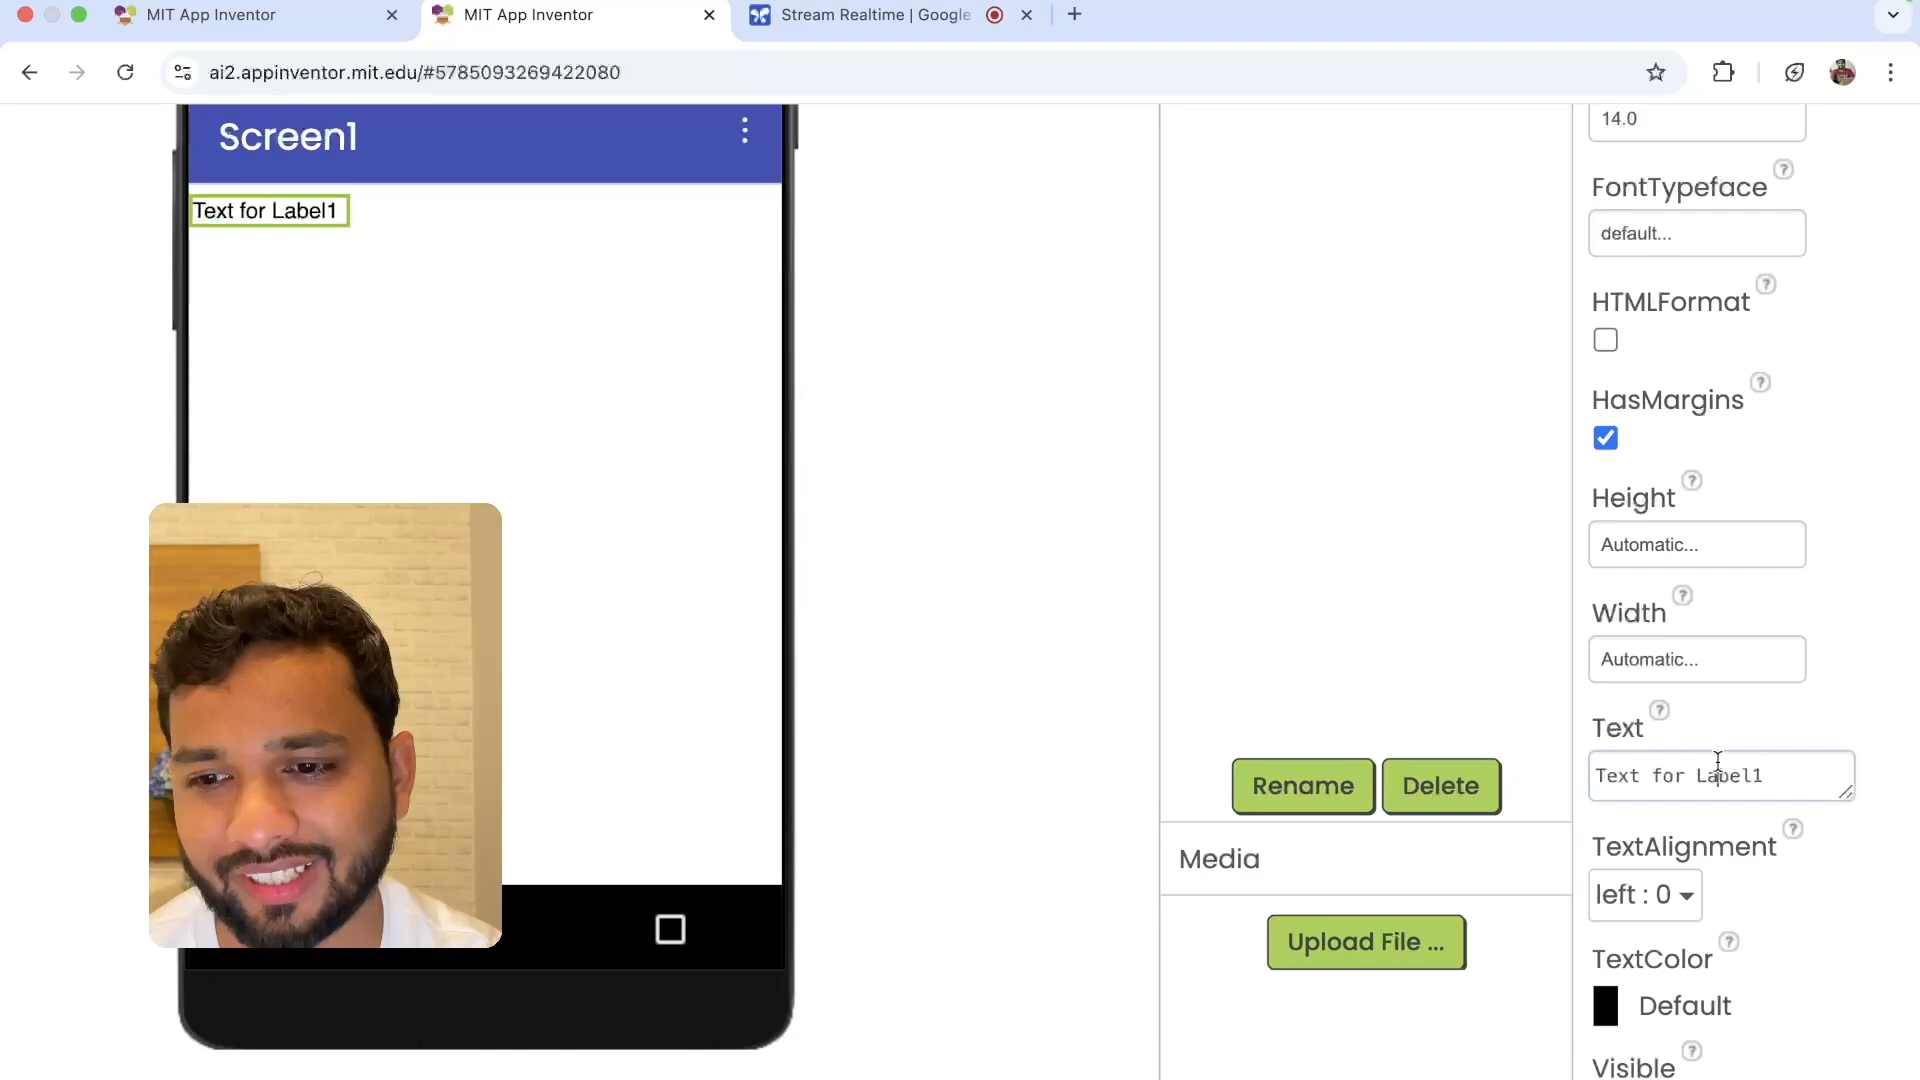 MIT App Inventor
MIT App Inventor
Stream Realtime | Google
ai2.appinventor.mit.edu/#5785093269422080
Screen1
Text for Label1
Rename
Delete
Media
Upload File ...
14.0
FontTypeface
default...
HTMLFormat
HasMargins
Height
Automatic...
Width
Automatic...
Text
Text for Label1
TextAlignment
left : 0
TextColor
Default
Visible